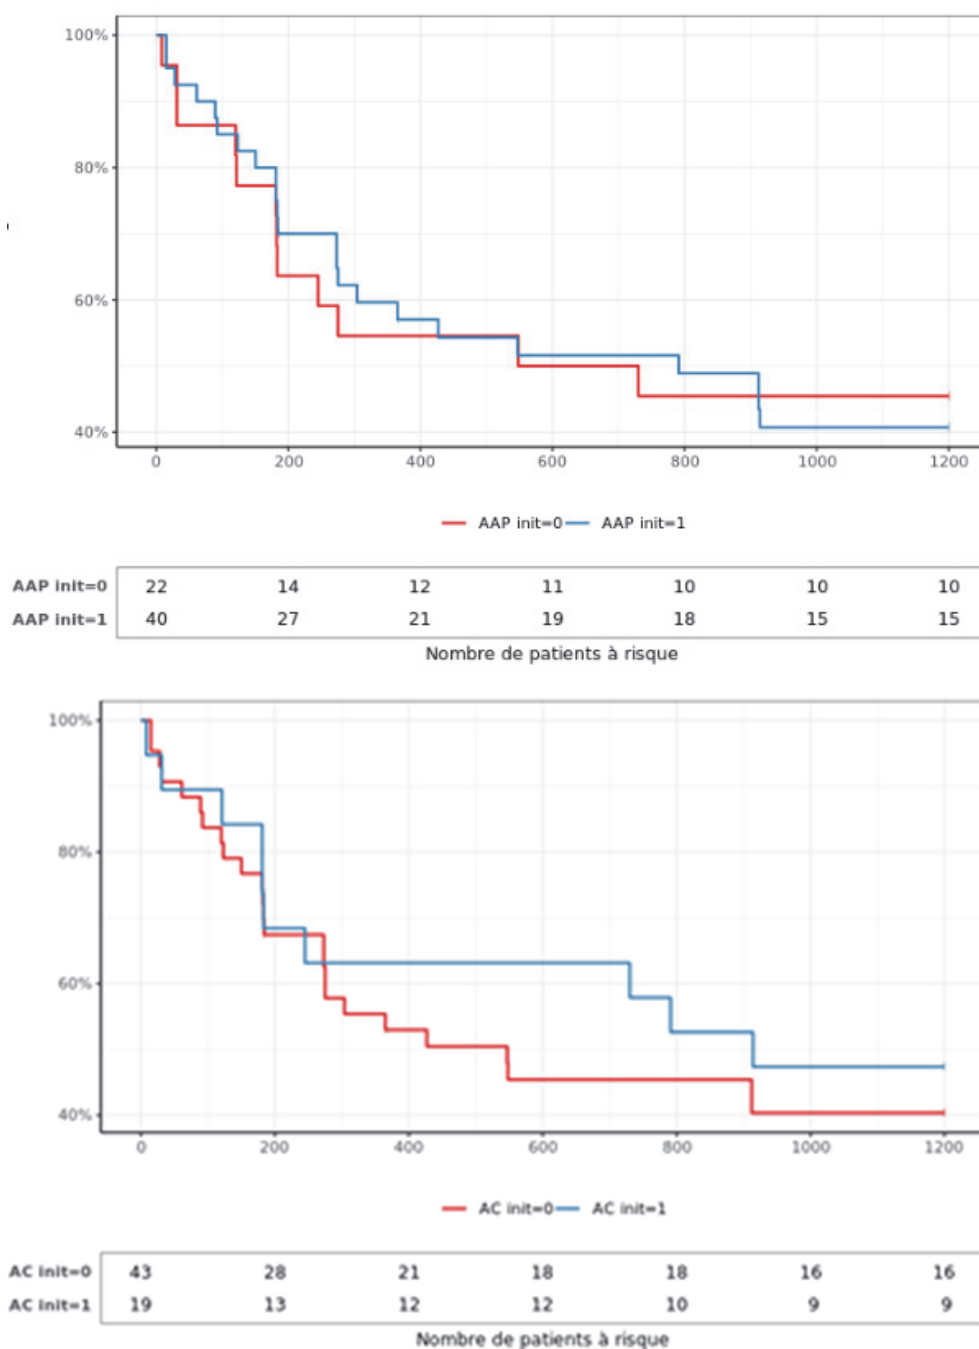 100%
80%
60%
40%
0 200 400 600 800 1000 1200
AAP init=0 AAP init=1
AAP init=0 22 14 12 11 10 10 10
AAP init=1 40 27 21 19 18 15 15
Nombre de patients à risque
100%
80%
60%
40%
0 200 400 600 800 1000 1200
AC init=0 AC init=1
AC init=0 43 28 21 18 18 16 16
AC init=1 19 13 12 12 10 9 9
Nombre de patients à risque